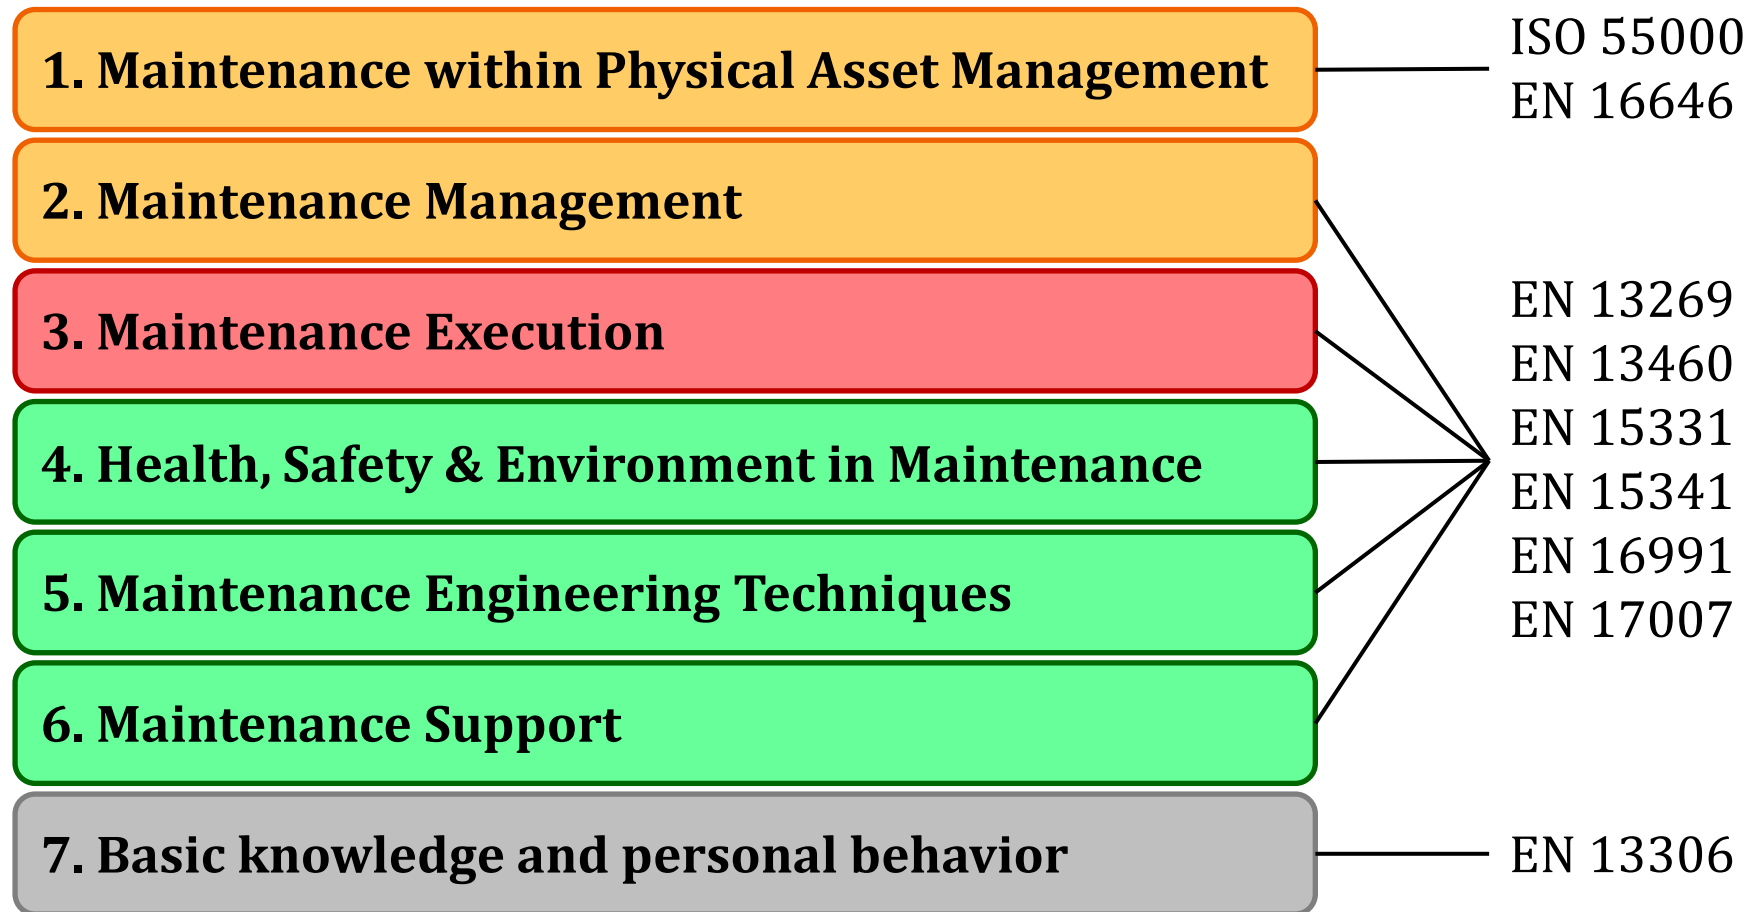 1. Maintenance within Physical Asset Management
ISO 55000
EN 16646
2. Maintenance Management
3. Maintenance Execution
4. Health, Safety & Environment in Maintenance
5. Maintenance Engineering Techniques
6. Maintenance Support
EN 13269
EN 13460
EN 15331
EN 15341
EN 16991
EN 17007
7. Basic knowledge and personal behavior
EN 13306